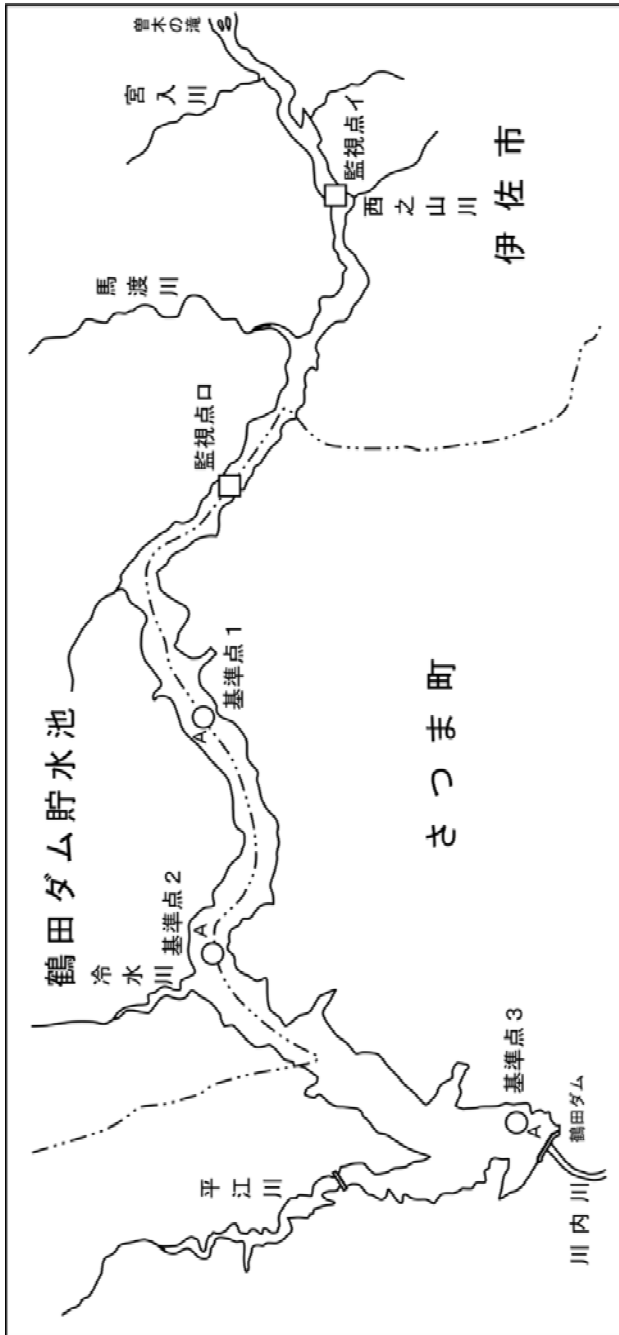 鶴田ダム貯水池
曽木の滝
宮人川
監視点イ
西之山川
伊佐市
馬渡川
監視点ロ
基準点1
A
さつま町
基準点2
A
冷水川
基準点3
A
鶴田ダム
平江川
川内川